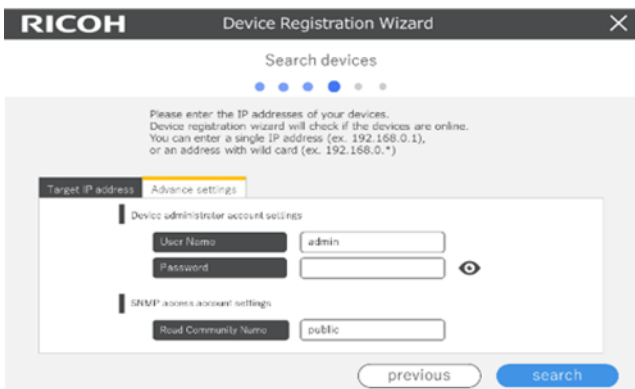 RICOH Device Registration Wizard
Search devices
Please enter the IP addresses of your devices.
Device registration wizard will check if the devices are online.
You can enter a single IP address (ex. 192.168.0.1),
or an address with wild card (ex. 192.168.0.*)
Target IP address Advance settings
Device administrator account settings
User Name admin
Password
SNMP access account settings
Read Community Name public
previous search